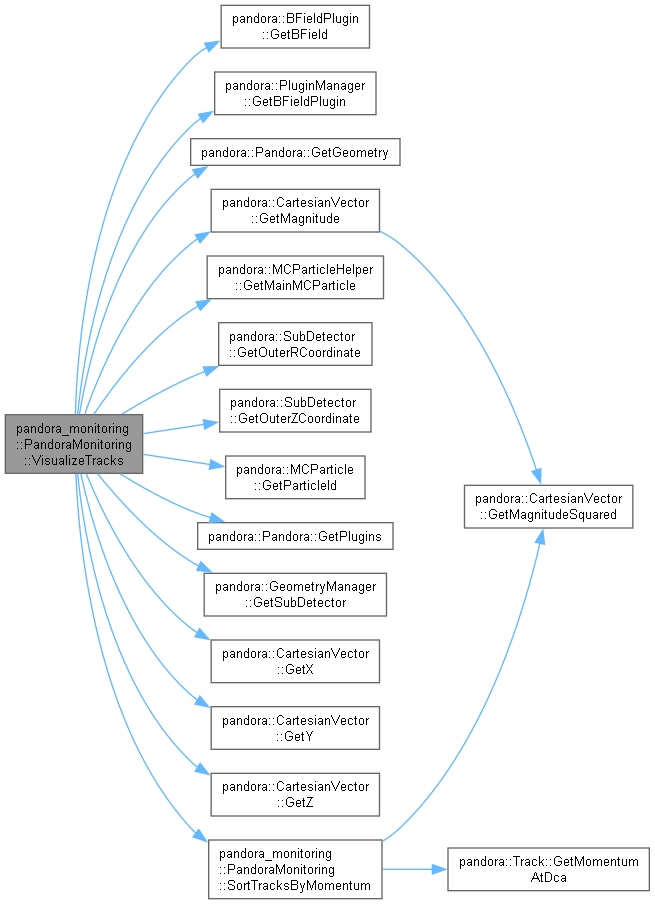 pandora::BFieldPlugin
::GetBField
pandora::PluginManager
::GetBFieldPlugin
pandora::Pandora::GetGeometry
pandora::CartesianVector
::GetMagnitude
pandora::MCParticleHelper
::GetMainMCParticle
pandora::SubDetector
::GetOuterRCoordinate
pandora::SubDetector
::GetOuterZCoordinate
pandora_monitoring
::PandoraMonitoring
::VisualizeTracks
pandora::MCParticle
::GetParticleId
pandora::CartesianVector
::GetMagnitudeSquared
pandora::Pandora::GetPlugins
pandora::GeometryManager
::GetSubDetector
pandora::CartesianVector
::GetX
pandora::CartesianVector
::GetY
pandora::CartesianVector
::GetZ
pandora_monitoring
::PandoraMonitoring
::SortTracksByMomentum
pandora::Track::GetMomentum
AtDca